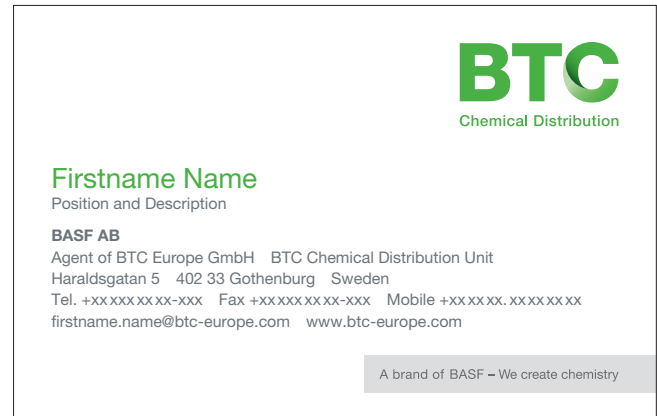 BTC
Chemical Distribution
Firstname Name
Position and Description
BASF AB
Agent of BTC Europe GmbH BTC Chemical Distribution Unit
Haraldsgatan 5 402 33 Gothenburg Sweden
Tel. +xx xxx xx xx-xxx Fax +xx xxx xx xx-xxx Mobile +xx x xx. xx xx xx xx
firstname.name@btc-europe.com www.btc-europe.com
A brand of BASF – We create chemistry